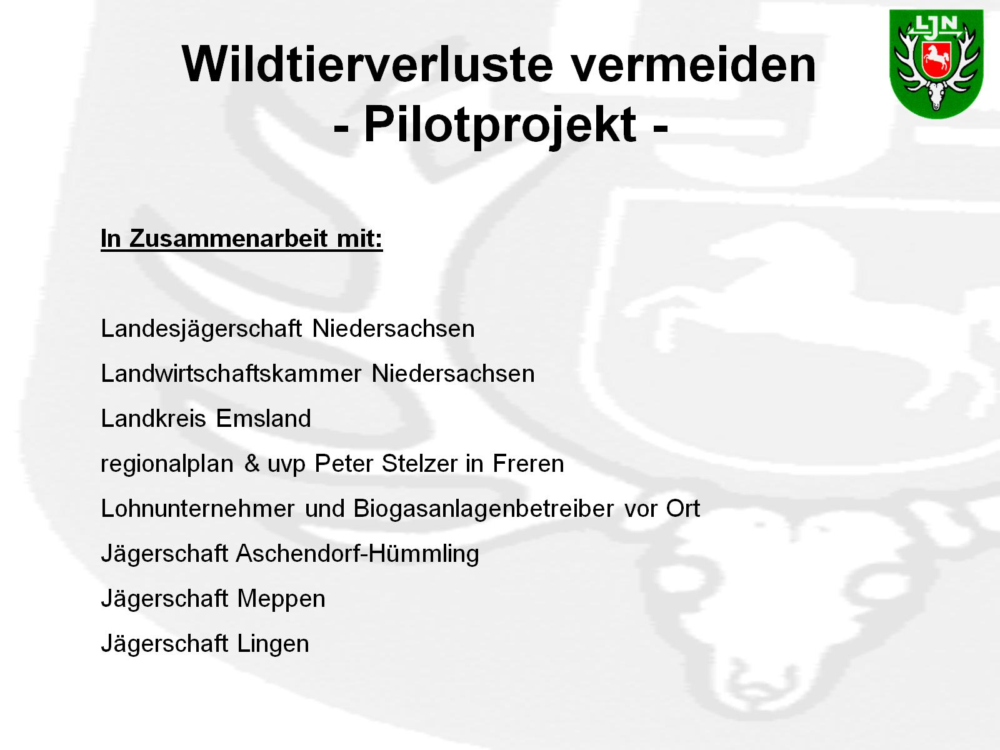 LJN
Wildtierverluste vermeiden
- Pilotprojekt -
In Zusammenarbeit mit:
Landesjägerschaft Niedersachsen
Landwirtschaftskammer Niedersachsen
Landkreis Emsland
regionalplan & uvp Peter Stelzer in Freren
Lohnunternehmer und Biogasanlagenbetreiber vor Ort
Jägerschaft Aschendorf-Hümmling
Jägerschaft Meppen
Jägerschaft Lingen